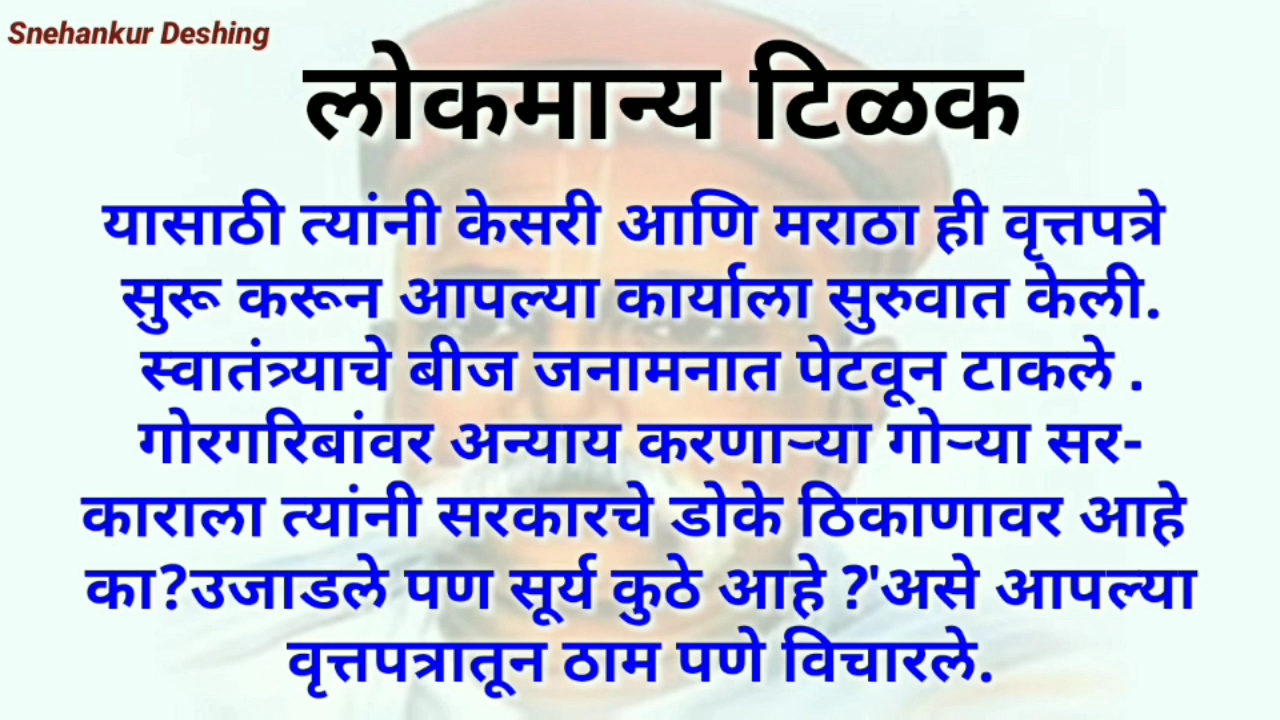 Snehankur Deshing
लोकमान्य टिळक
यासाठी त्यांनी केसरी आणि मराठा ही वृत्तपत्रे
सुरू करून आपल्या कार्याला सुरुवात केली.
स्वातंत्र्याचे बीज जनामनात पेटवून टाकले .
गोरगरिबांवर अन्याय करणाऱ्या गोऱ्या सर-
काराला त्यांनी सरकारचे डोके ठिकाणावर आहे
का?उजाडले पण सूर्य कुठे आहे ?'असे आपल्या
वृत्तपत्रातून ठाम पणे विचारले.